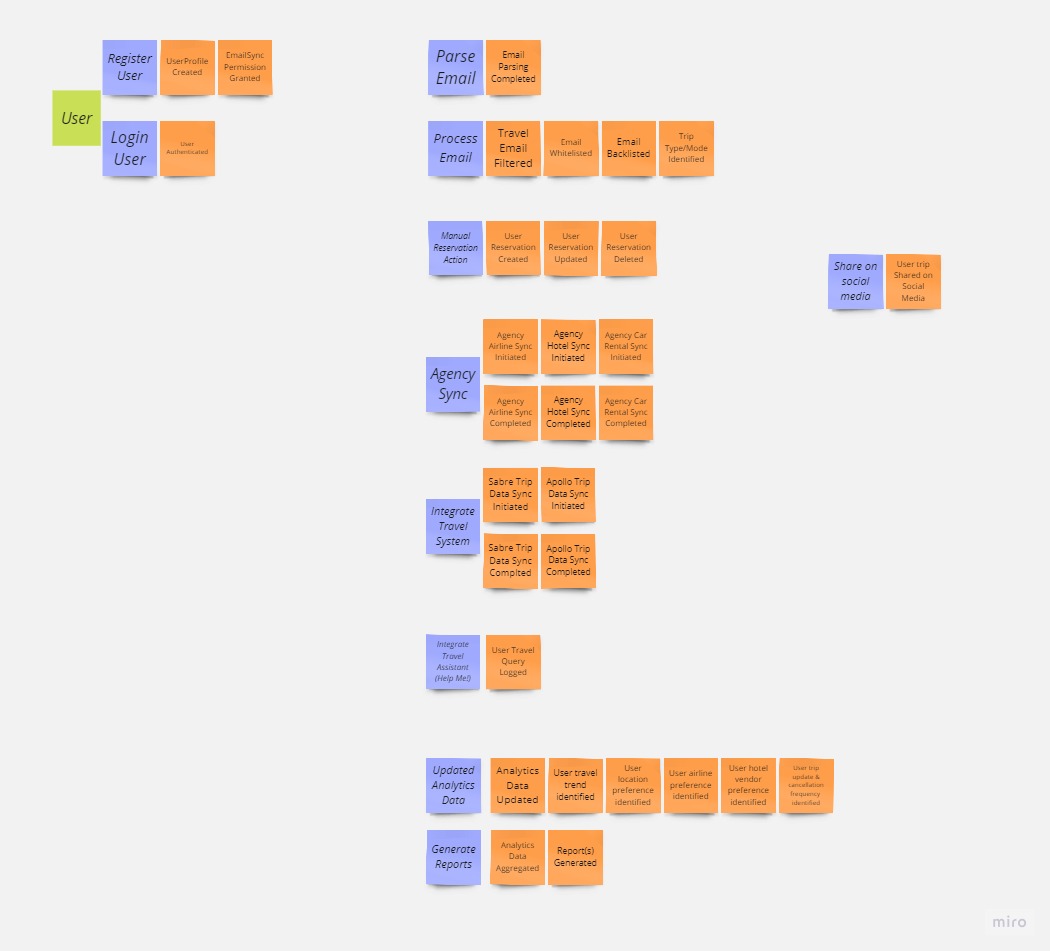 Register
User
UserProfile
Created
EmailSync
Permission
Granted
User
Login
User
User
Authenticated
Parse
Email
Email
Parsing
Completed
Process
Email
Travel
Email
Filtered
Email
Whitelisted
Email
Backlisted
Trip
Type/Mode
Identified
Manual
Reservation
Action
User
Reservation
Created
User
Reservation
Updated
User
Reservation
Deleted
Share on
social
media
User trip
Shared on
Social
Media
Agency
Sync
Agency
Airline Sync
Initiated
Agency
Hotel Sync
Initiated
Agency Car
Rental Sync
Initiated
Agency
Airline Sync
Completed
Agency
Hotel Sync
Completed
Agency Car
Rental Sync
Completed
Integrate
Travel
System
Sabre Trip
Data Sync
Initiated
Apollo Trip
Data Sync
Initiated
Sabre Trip
Data Sync
Complted
Apollo Trip
Data Sync
Completed
Integrate
Travel
Assistant
(Help Me!)
User Travel
Query
Logged
Updated
Analytics
Data
Analytics
Data
Updated
User travel
trend
identified
User
location
preference
identified
User airline
preference
identified
User hotel
vendor
preference
identified
User trip
update &
cancellation
frequency
identified
Generate
Reports
Analytics
Data
Aggregated
Report(s)
Generated
miro